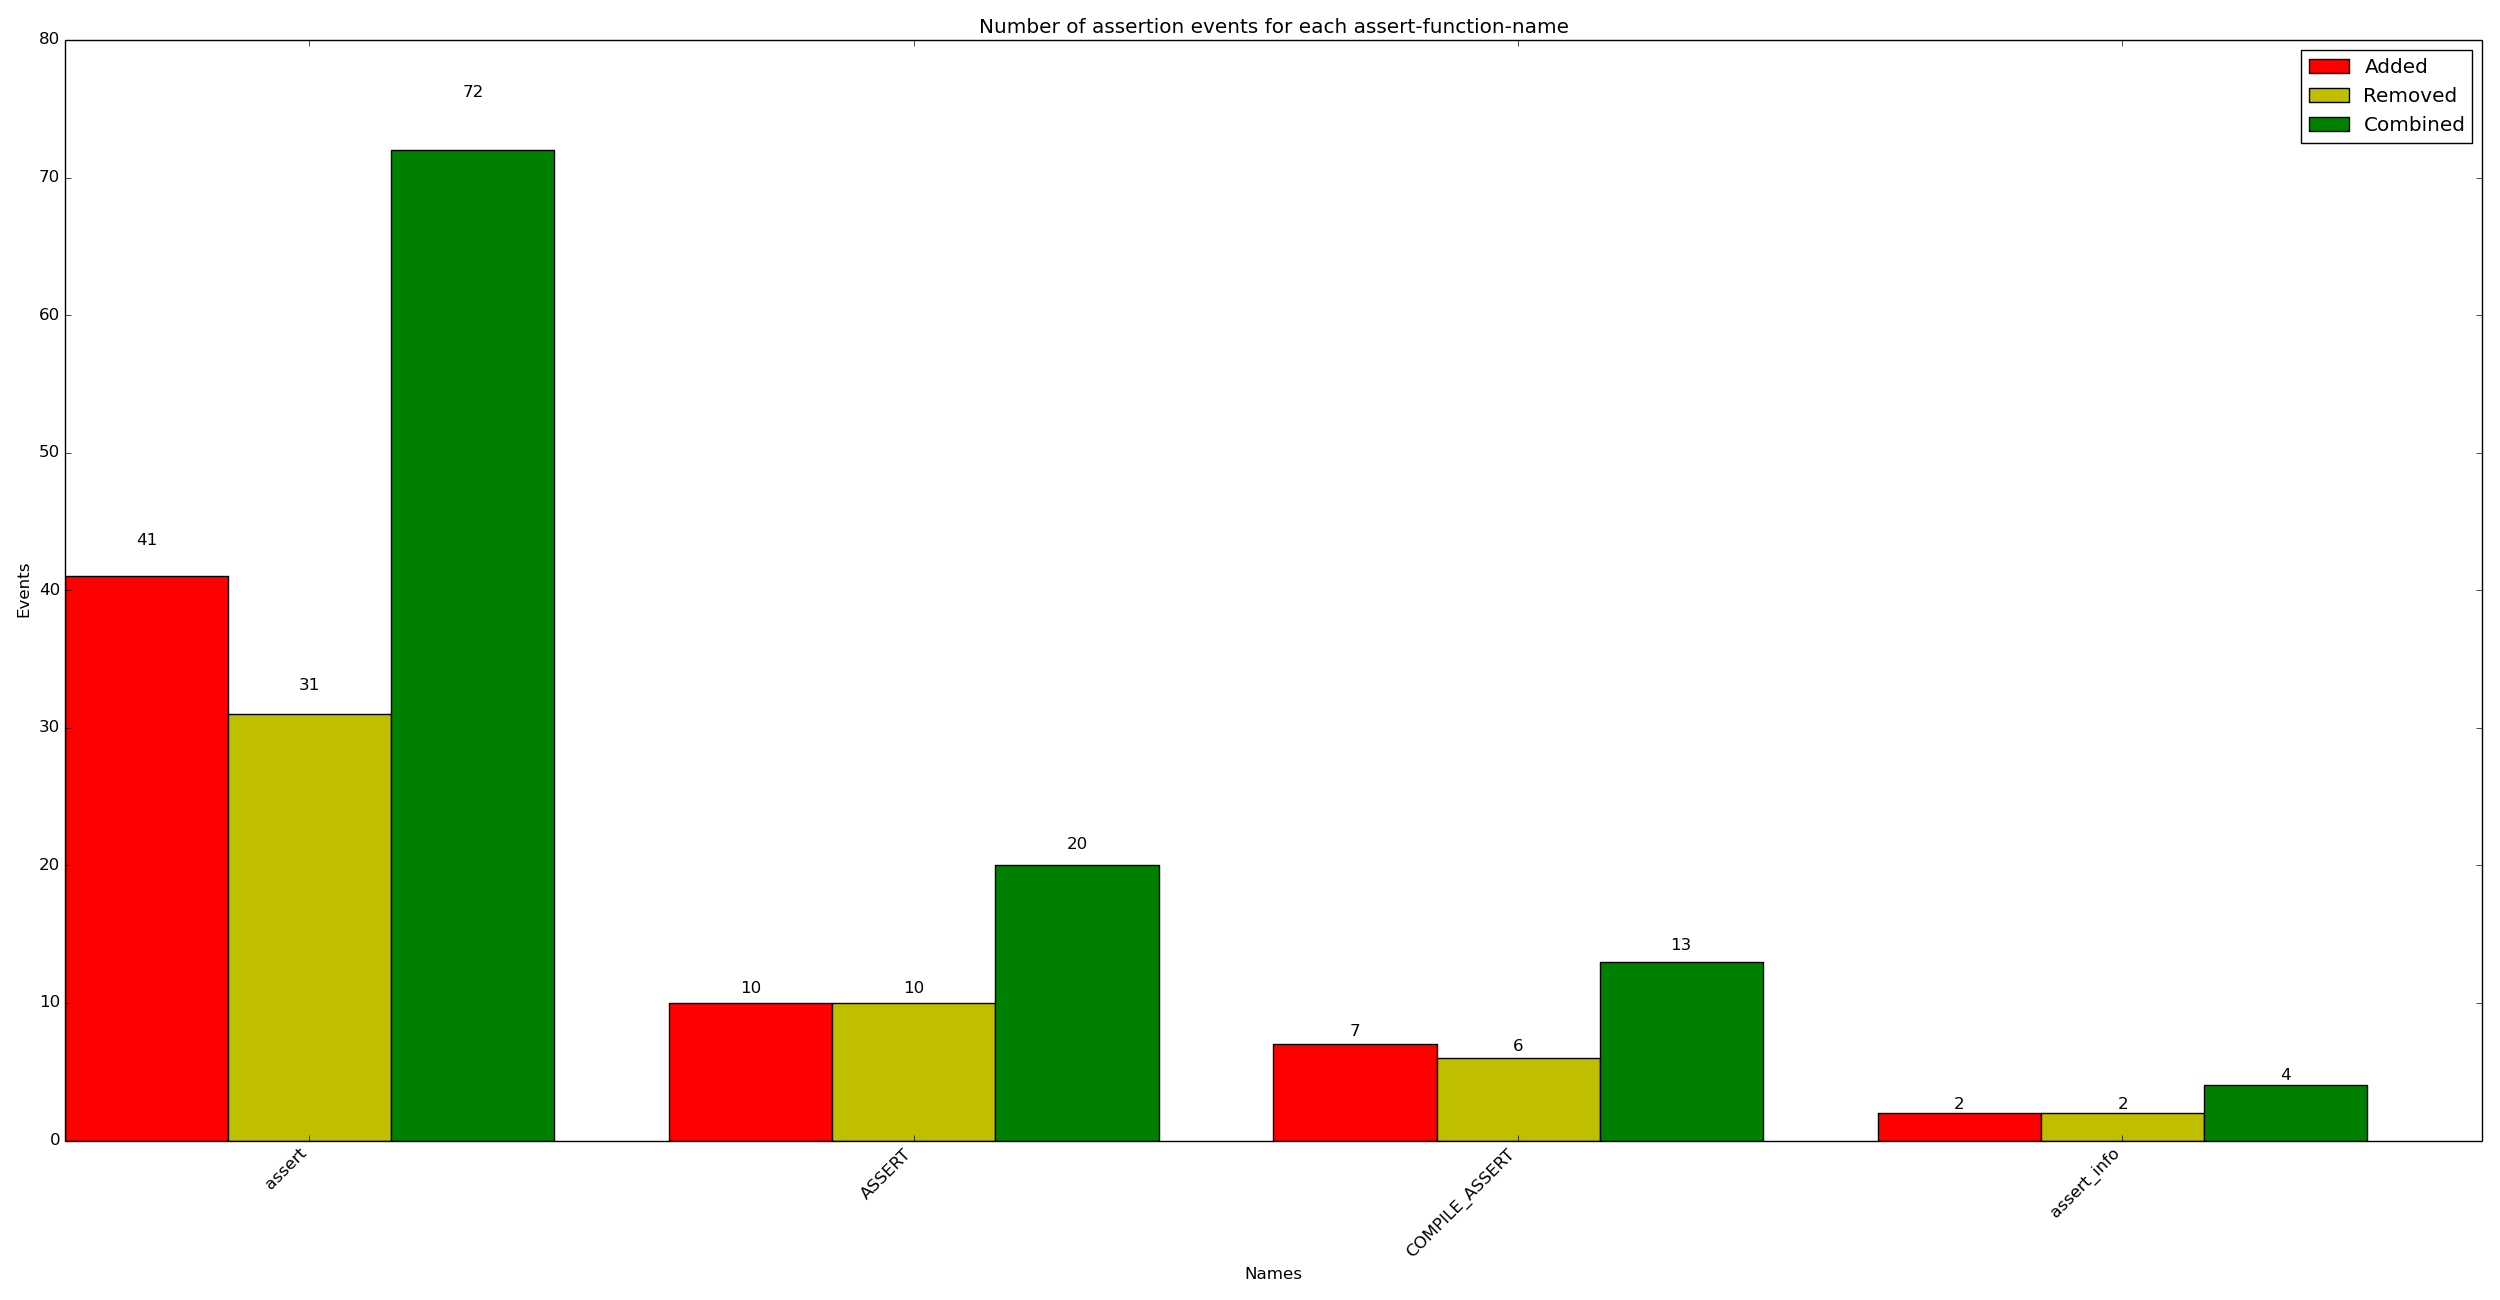 Number of assertion events for each assert-function-name
Added
Removed
Combined
80
70
60
50
40
30
20
10
0
Events
41
31
72
10
10
20
7
6
13
2
2
4
assert
ASSERT
COMPILE_ASSERT
assert_info
Names